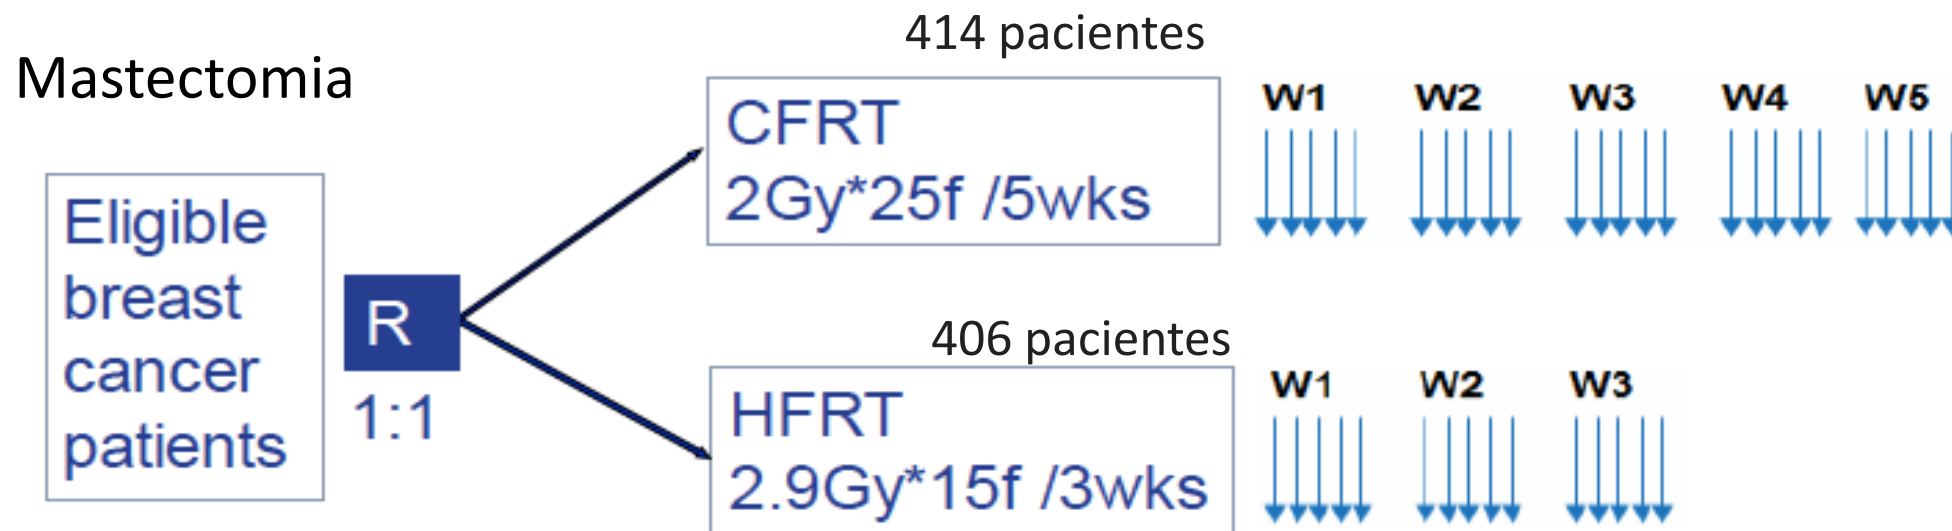 Mastectomia
Eligible
breast
cancer
patients
R
1:1
414 pacientes
CFRT
2Gy*25f /5wks
W1 W2 W3 W4 W5
406 pacientes
HFRT
2.9Gy*15f /3wks
W1 W2 W3